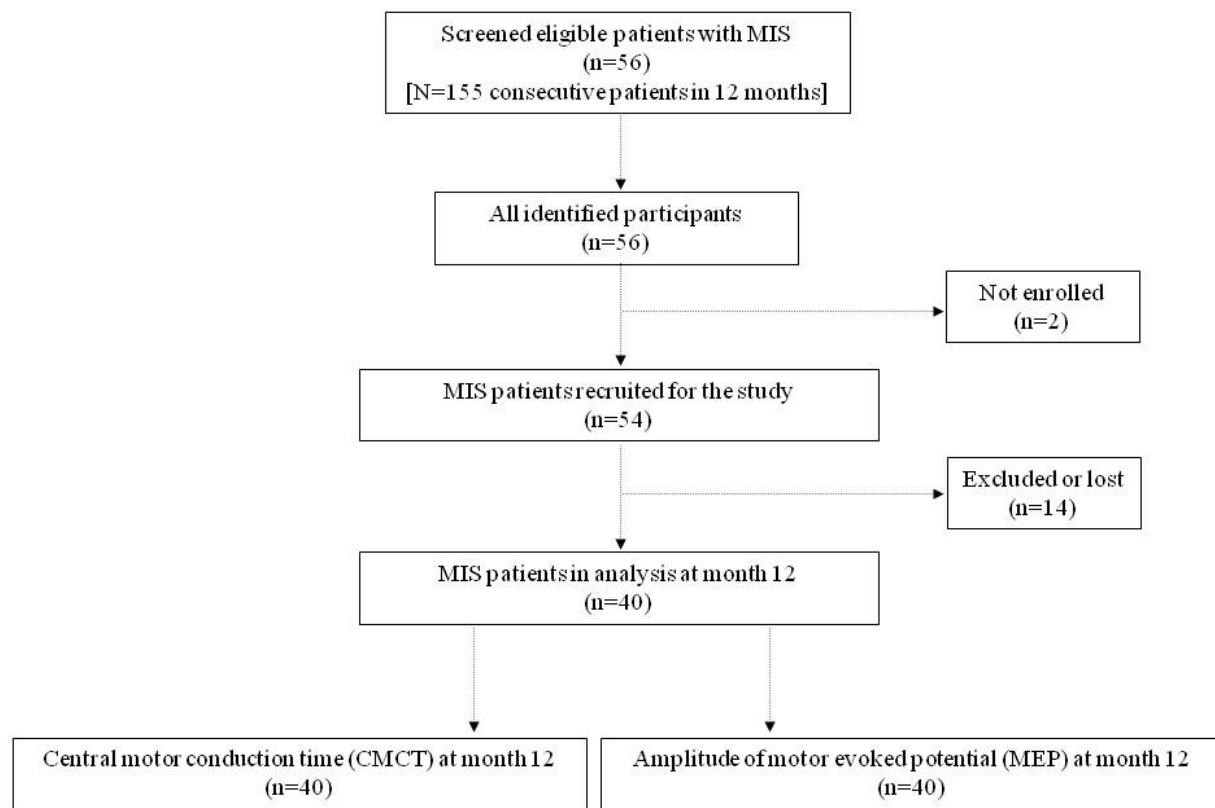 Screened eligible patients with MIS
(n=56)
[N=155 consecutive patients in 12 months]
All identified participants
(n=56)
Not enrolled
(n=2)
MIS patients recruited for the study
(n=54)
Excluded or lost
(n=14)
MIS patients in analysis at month 12
(n=40)
Central motor conduction time (CMCT) at month 12
(n=40)
Amplitude of motor evoked potential (MEP) at month 12
(n=40)